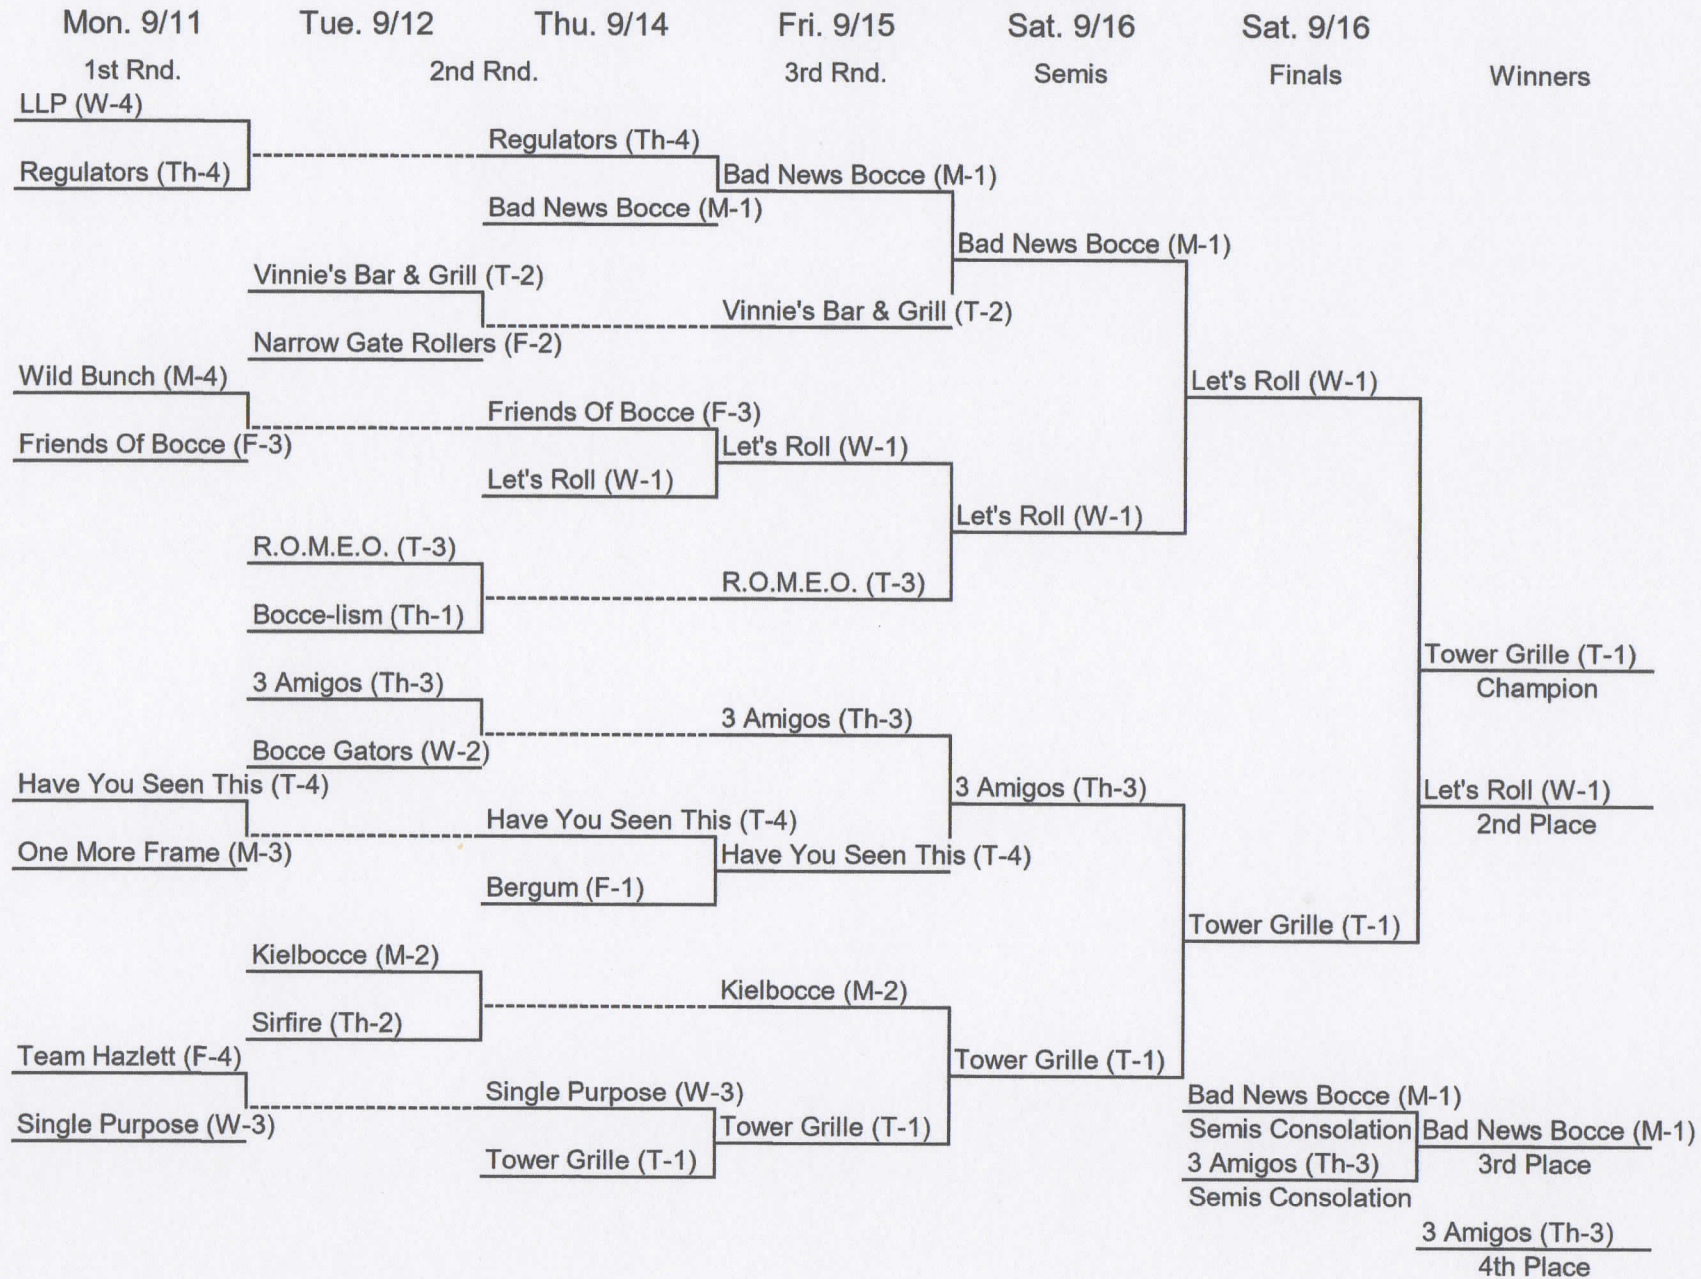 Mon. 9/11 Tue. 9/12 Thu. 9/14 Fri. 9/15 Sat. 9/16 Sat. 9/16
1st Rnd. 2nd Rnd. 3rd Rnd. Semis Finals Winners
LLP (W-4)
Regulators (Th-4)
Wild Bunch (M-4)
Friends Of Bocce (F-3)
Have You Seen This (T-4)
One More Frame (M-3)
Team Hazlett (F-4)
Single Purpose (W-3)
Vinnie's Bar & Grill (T-2)
Narrow Gate Rollers (F-2)
R.O.M.E.O. (T-3)
Bocce-lism (Th-1)
3 Amigos (Th-3)
Bocce Gators (W-2)
Kielbocce (M-2)
Sirfire (Th-2)
Regulators (Th-4)
Bad News Bocce (M-1)
Friends Of Bocce (F-3)
Let's Roll (W-1)
Have You Seen This (T-4)
Bergum (F-1)
Single Purpose (W-3)
Tower Grille (T-1)
Bad News Bocce (M-1)
Vinnie's Bar & Grill (T-2)
Let's Roll (W-1)
R.O.M.E.O. (T-3)
3 Amigos (Th-3)
Have You Seen This (T-4)
Kielbocce (M-2)
Tower Grille (T-1)
Bad News Bocce (M-1)
Let's Roll (W-1)
3 Amigos (Th-3)
Tower Grille (T-1)
Let's Roll (W-1)
Tower Grille (T-1)
Bad News Bocce (M-1)
Semis Consolation
3 Amigos (Th-3)
Semis Consolation
Tower Grille (T-1)
Champion
Let's Roll (W-1)
2nd Place
Bad News Bocce (M-1)
3rd Place
3 Amigos (Th-3)
4th Place